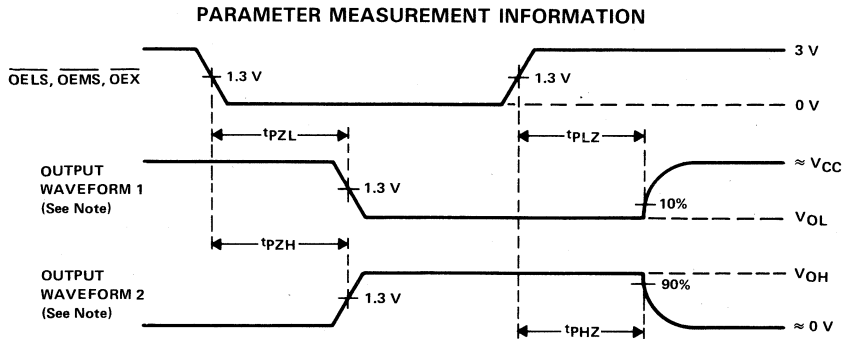 PARAMETER MEASUREMENT INFORMATION
3 V
OELS, OEMS, OEX
1.3 V
1.3 V
0 V
tPZL
tPLZ
OUTPUT
WAVEFORM 1
(See Note)
≈ VCC
1.3 V
10%
VOL
tPZH
OUTPUT
WAVEFORM 2
(See Note)
VOH
90%
1.3 V
≈ 0 V
tPHZ